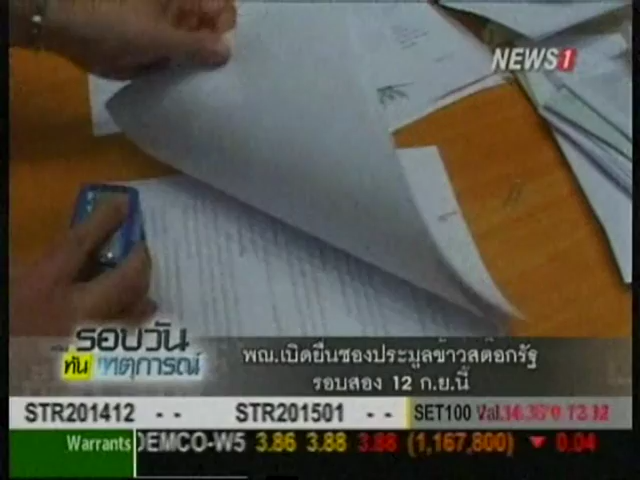 NEWS1
รอบวัน
ทัน เหตุการณ์
พณ.เปิดยื่นซองประมูลข้าวสต๊อกรัฐ
รอบสอง 12 ก.ย.นี้
STR201412 -- STR201501 -- SET100 Val.
Warrants DEMCO-W5 3.86 3.88 3.88 (1,167,800) ▼ 0.04